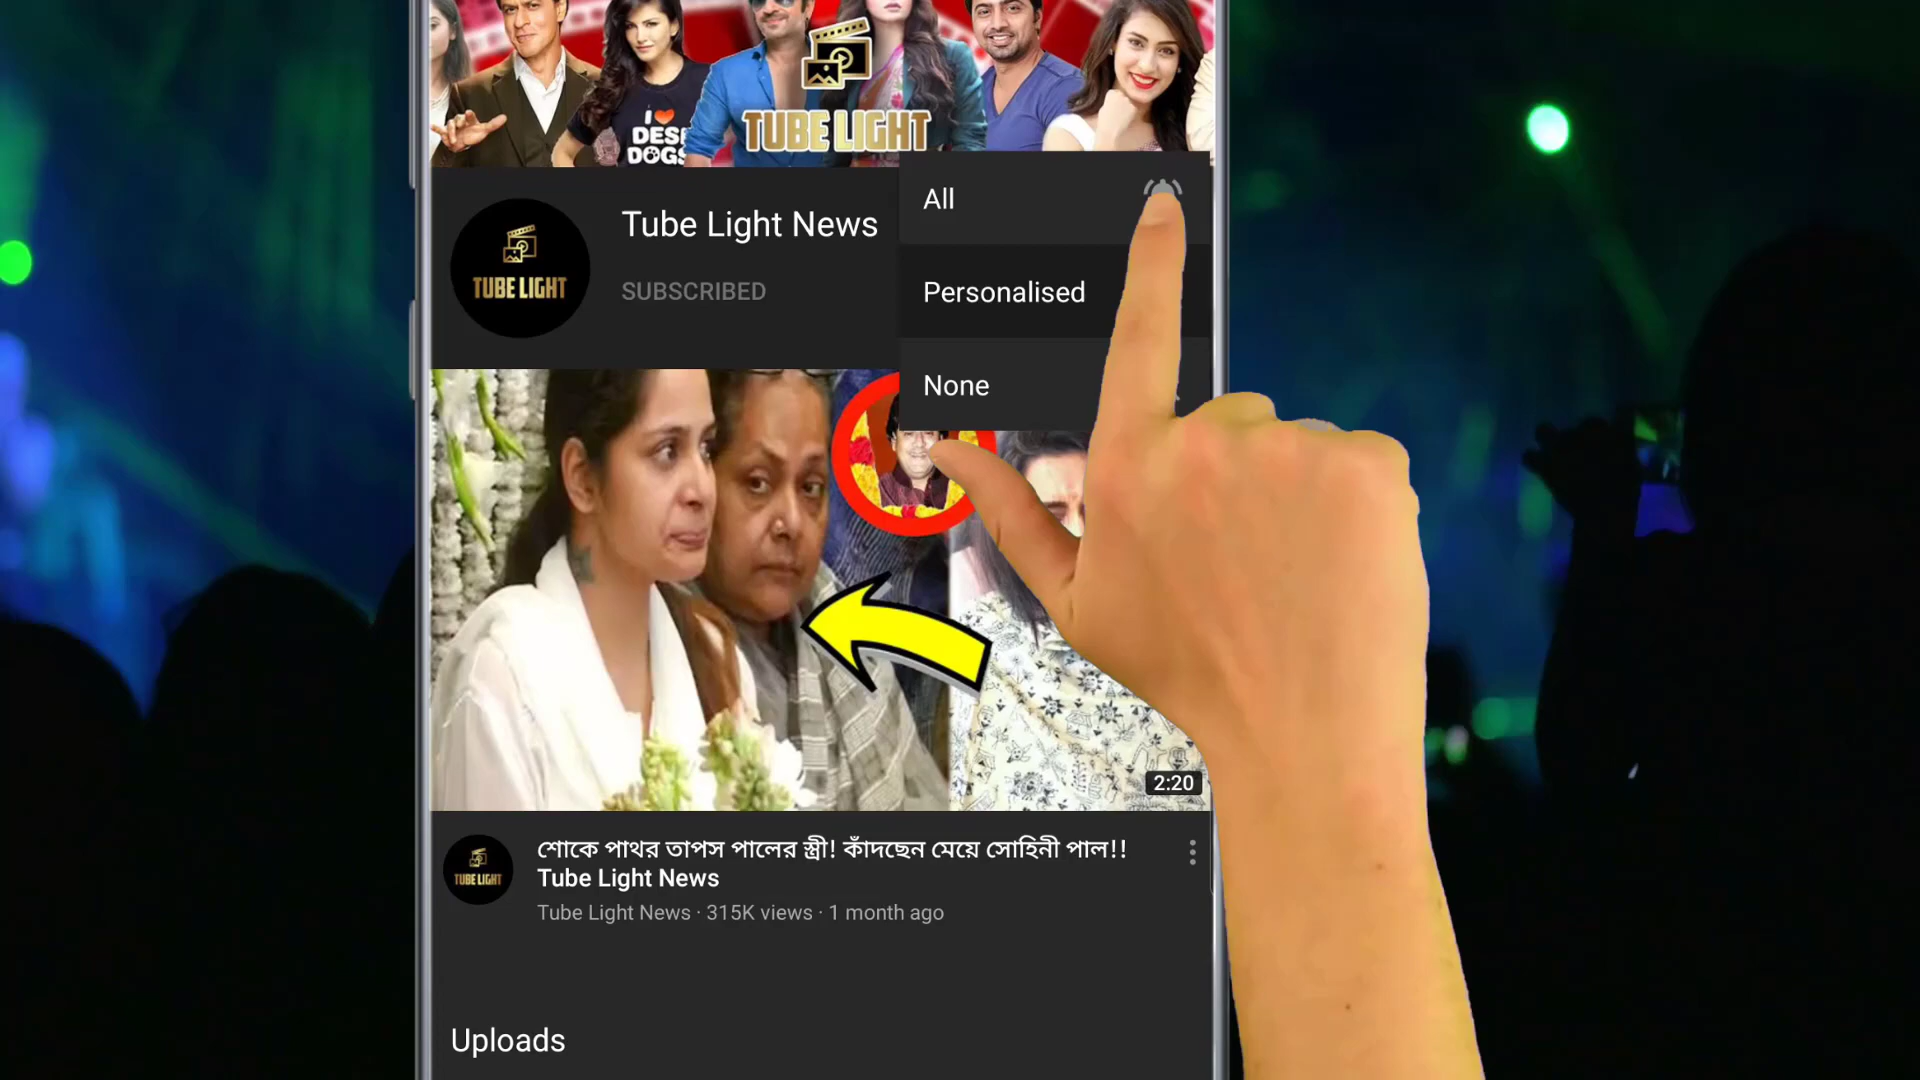 I ❤ DESI DOGS
TUBE LIGHT
All
TUBE LIGHT
Tube Light News
SUBSCRIBED
Personalised
None
2:20
TUBE LIGHT
শোকে পাথর তাপস পালের স্ত্রী! কাঁদছেন মেয়ে সোহিনী পাল!!
Tube Light News
Tube Light News · 315K views · 1 month ago
Uploads